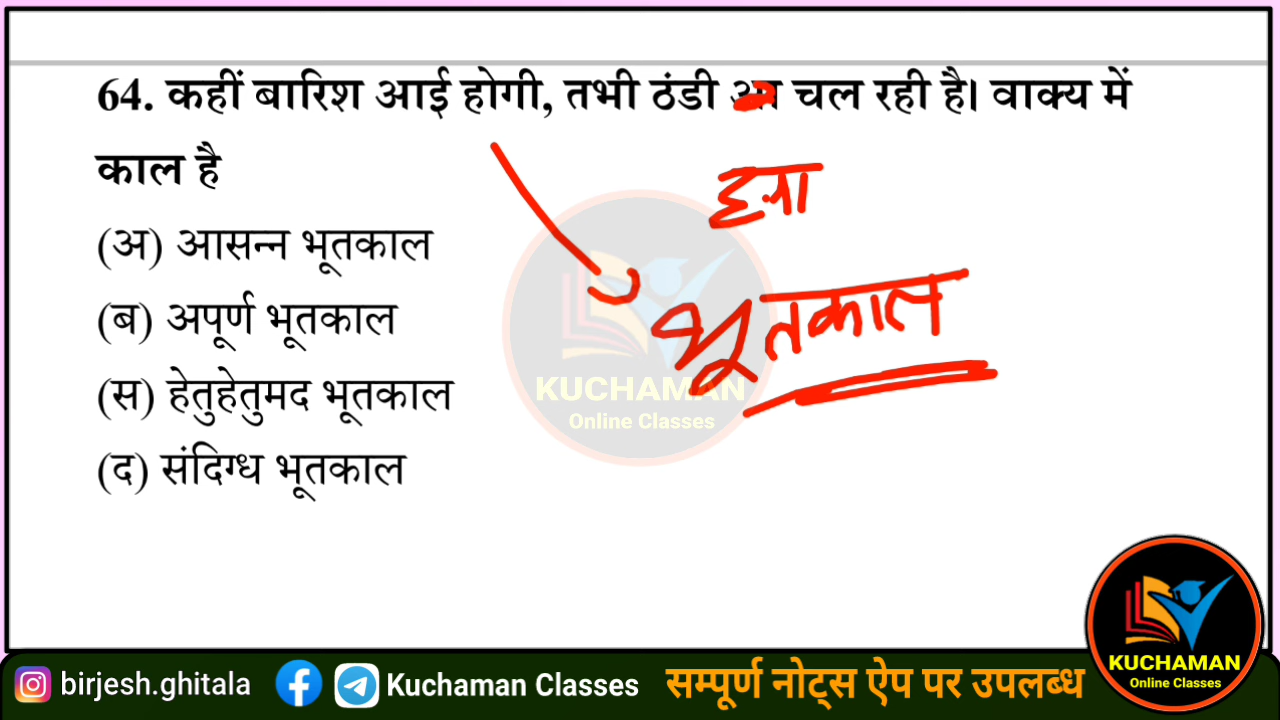 64. कहीं बारिश आई होगी, तभी ठंडी चल रही है। वाक्य में
काल है
हवा
(अ) आसन्न भूतकाल
भूतकाल
(ब) अपूर्ण भूतकाल
(स) हेतुहेतुमद भूतकाल
(द) संदिग्ध भूतकाल
KUCHAMAN
Online Classes
KUCHAMAN
Online Classes
birjesh.ghitala Kuchaman Classes सम्पूर्ण नोट्स ऐप पर उपलब्ध